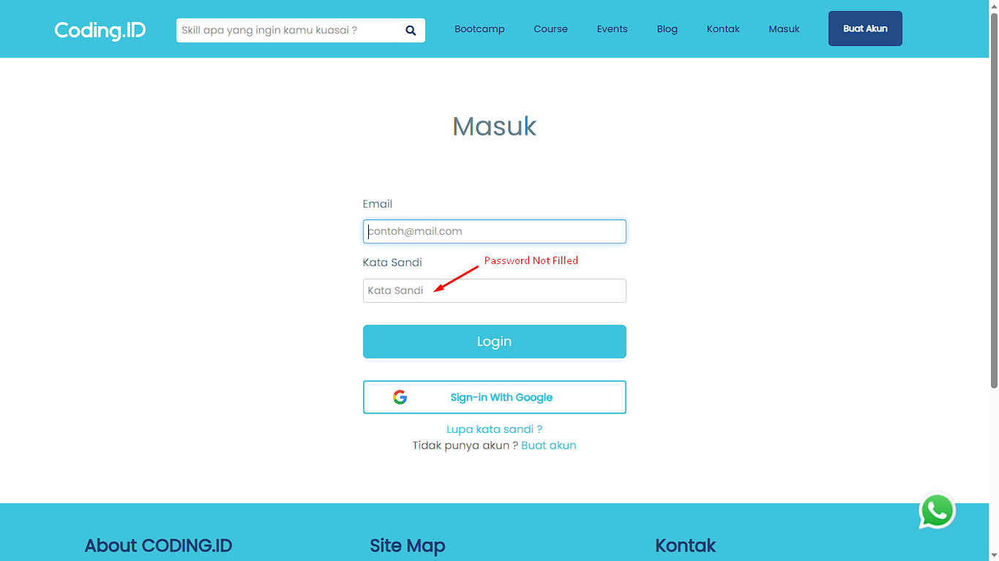 Coding.ID
Skill apa yang ingin kamu kuasai ?
Bootcamp
Course
Events
Blog
Kontak
Masuk
Buat Akun
Masuk
Email
contoh@mail.com
Kata Sandi
Password Not Filled
Kata Sandi
Login
Sign-in With Google
Lupa kata sandi ?
Tidak punya akun ? Buat akun
About CODING.ID
Site Map
Kontak